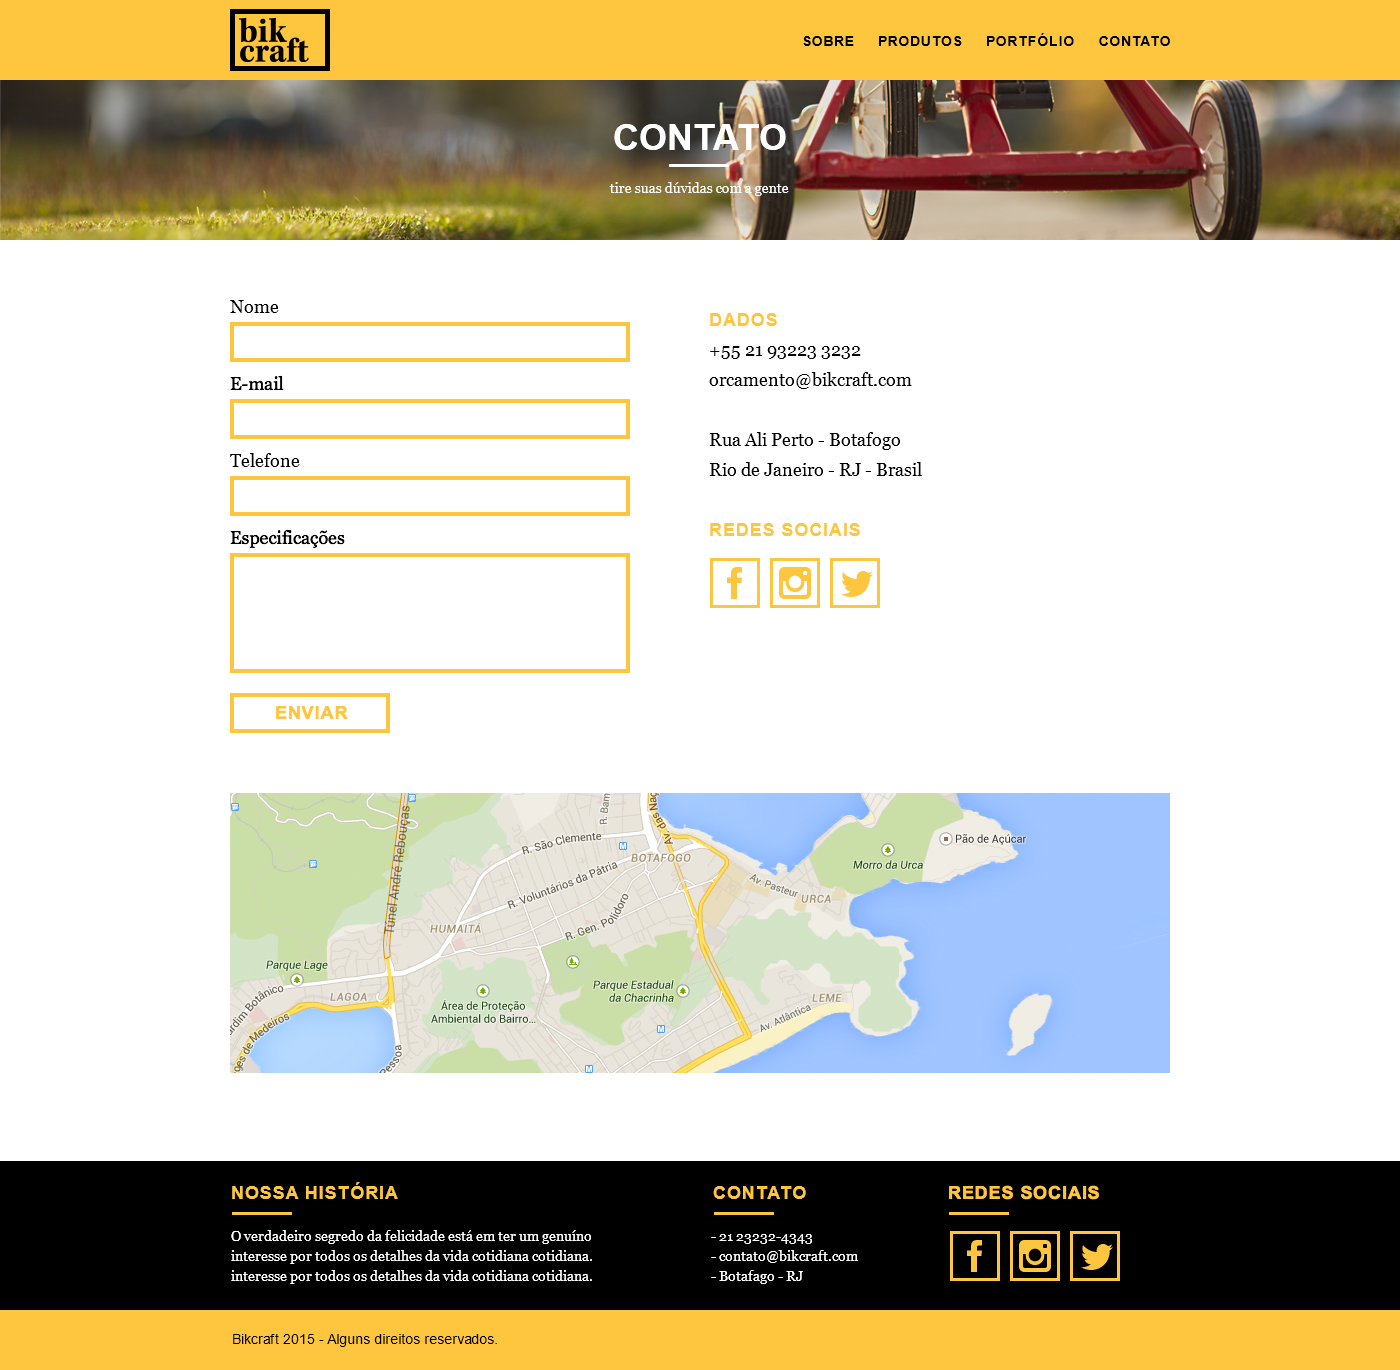 bik
craft
SOBRE PRODUTOS PORTFÓLIO CONTATO
CONTATO
tire suas dúvidas com a gente
Nome
E-mail
Telefone
Especificações
ENVIAR
DADOS
+55 21 93223 3232
orcamento@bikcraft.com
Rua Ali Perto - Botafogo
Rio de Janeiro - RJ - Brasil
REDES SOCIAIS
Túnel André Rebouças
R. São Clemente
R. Bam
Av. das Naç
BOTAFOGO
R. Voluntários da Pátria
R. Gen. Polidoro
HUMAITÁ
Pão de Açúcar
Morro da Urca
Av. Pasteur
URCA
Parque Lage
LAGOA
Jardim Botânico
ges de Medeiros
Pessoa
Área de Proteção
Ambiental do Bairro...
Parque Estadual
da Chacrinha
LEME
Av. Atlântica
NOSSA HISTÓRIA
O verdadeiro segredo da felicidade está em ter um genuíno
interesse por todos os detalhes da vida cotidiana cotidiana.
interesse por todos os detalhes da vida cotidiana cotidiana.
CONTATO
- 21 23232-4343
- contato@bikcraft.com
- Botafago - RJ
REDES SOCIAIS
Bikcraft 2015 - Alguns direitos reservados.